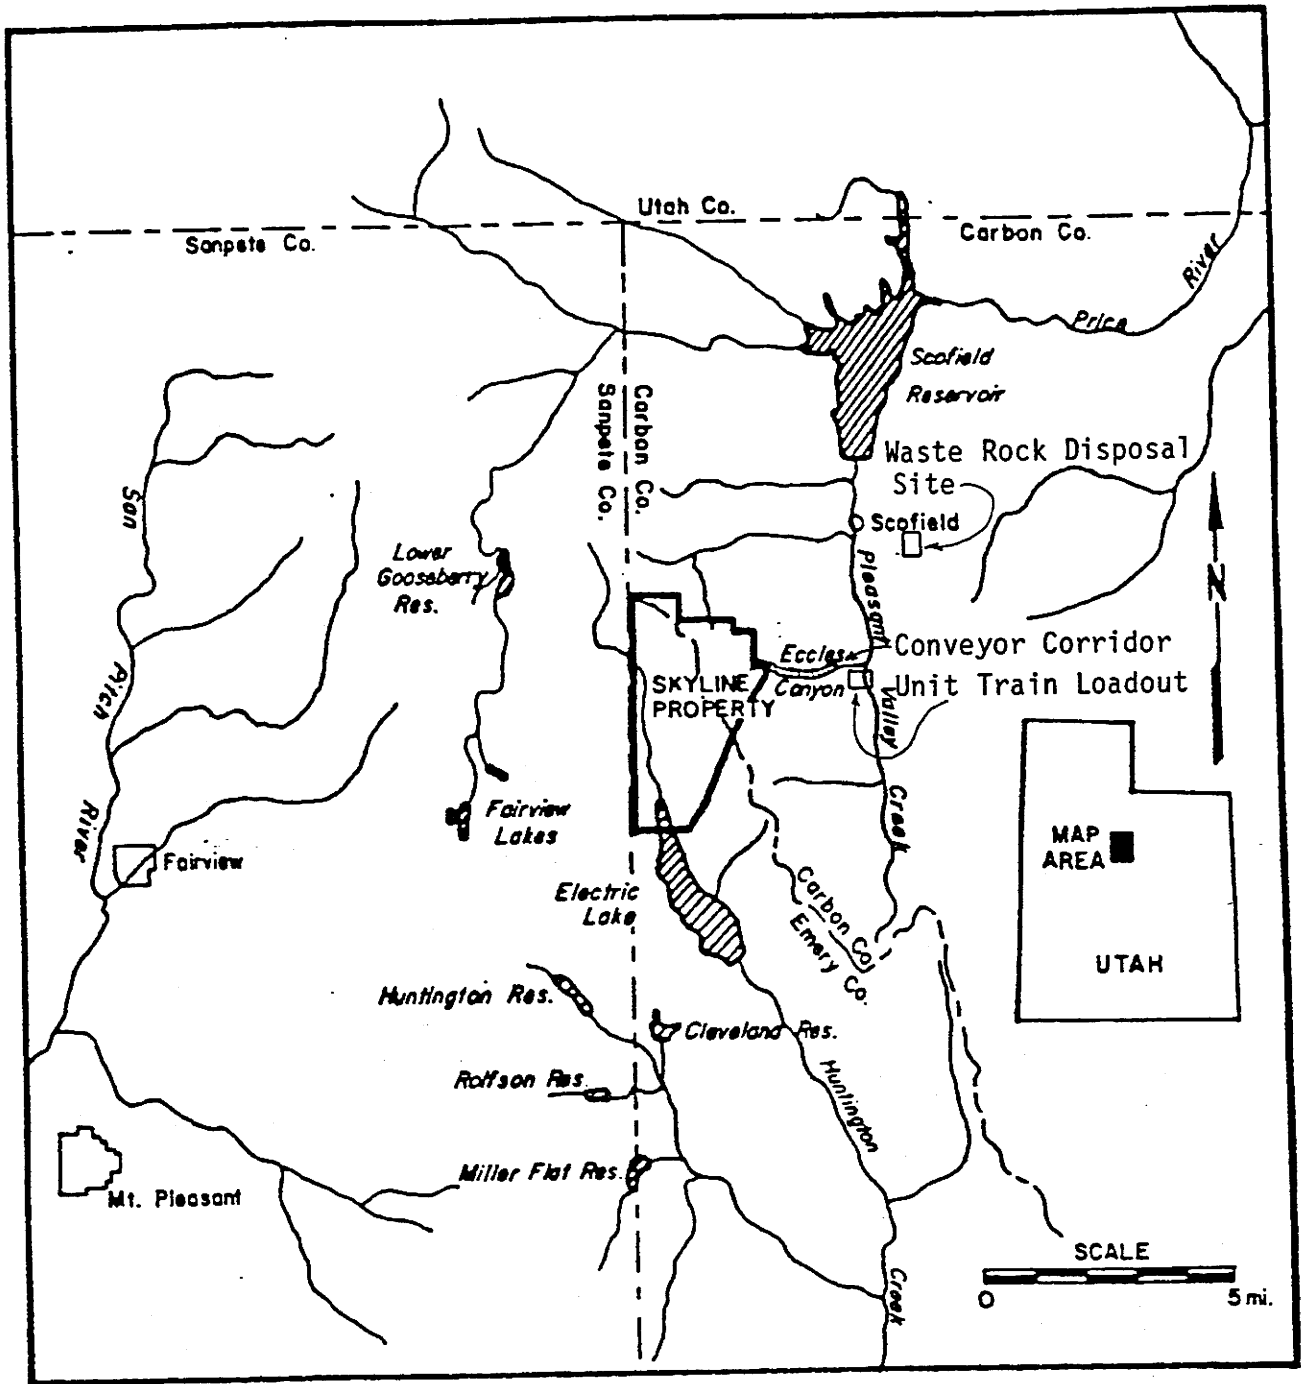 Utah Co.
Sanpete Co.
Carbon Co.
River
Price
Scofield
Reservoir
Carbon Co.
Sanpete Co.
Waste Rock Disposal
Site
Scofield
San
Pitch
River
Lower
Gooseberry
Res.
Pleasant
Valley
Creek
N
Eccles
Canyon
Conveyor Corridor
Unit Train Loadout
SKYLINE
PROPERTY
Fairview
Lakes
Fairview
MAP
AREA
UTAH
Electric
Lake
Carbon Co.
Emery Co.
Huntington Res.
Cleveland Res.
Rolfson Res.
Huntington
Creek
Miller Flat Res.
Mt. Pleasant
SCALE
0
5 mi.